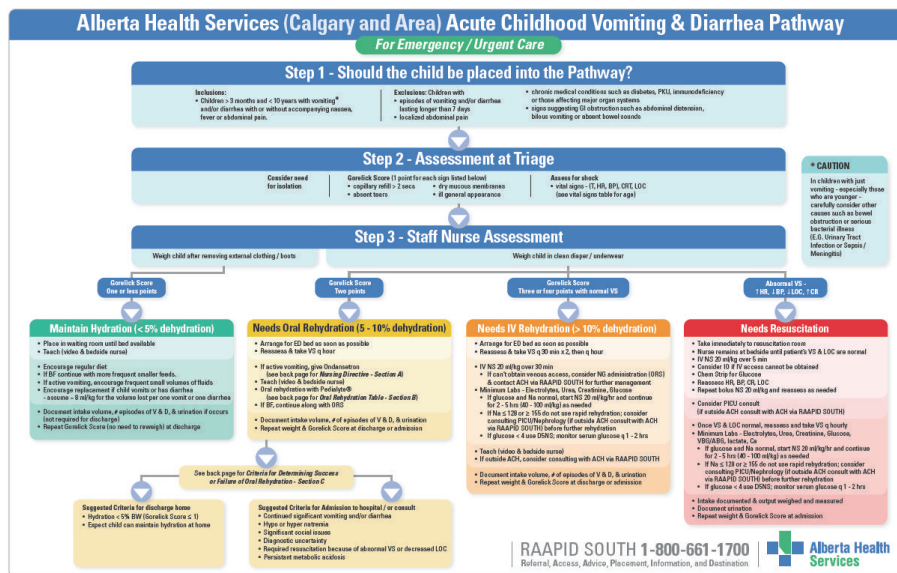 Alberta Health Services (Calgary and Area) Acute Childhood Vomiting & Diarrhea Pathway
For Emergency / Urgent Care
Step 1 - Should the child be placed into the Pathway?
Inclusions:
• Children > 3 months and < 10 years with vomiting*
and/or diarrhea with or without accompanying nausea,
fever or abdominal pain.
Exclusions: Children with
• episodes of vomiting and/or diarrhea
lasting longer than 7 days
• localized abdominal pain
• chronic medical conditions such as diabetes, PKU, immunodeficiency
or those affecting major organ systems
• signs suggesting GI obstruction such as abdominal distension,
bilous vomiting or absent bowel sounds
Step 2 - Assessment at Triage
Consider need
for isolation
Gorelick Score (1 point for each sign listed below)
• capillary refill > 2 secs
• absent tears
• dry mucous membranes
• ill general appearance
Assess for shock
• vital signs - (T, HR, BP), CRT, LOC
(see vital signs table for age)
* CAUTION
In children with just
vomiting - especially those
who are younger -
carefully consider other
causes such as bowel
obstruction or serious
bacterial illness
(E.G. Urinary Tract
Infection or Sepsis /
Meningitis)
Step 3 - Staff Nurse Assessment
Weigh child after removing external clothing / boots
Weigh child in clean diaper / underwear
Gorelick Score
One or less points
Gorelick Score
Two points
Gorelick Score
Three or four points with normal VS
Abnormal VS -
↑HR, ↓BP, ↓LOC, ↑CR
Maintain Hydration (< 5% dehydration)
• Place in waiting room until bed available
• Teach (video & bedside nurse)
• Encourage regular diet
• If BF continue with more frequent smaller feeds.
• If active vomiting, encourage frequent small volumes of fluids
• Encourage replacement if child vomits or has diarrhea
- assume ~ 8 ml/kg for the volume lost per one vomit or one diarrhea
• Document intake volume, # episodes of V & D, & urination if occurs
(not required for discharge)
• Repeat Gorelick Score (no need to reweigh) at discharge
Needs Oral Rehydration (5 - 10% dehydration)
• Arrange for ED bed as soon as possible
• Reassess & take VS q hour
• If active vomiting, give Ondansetron
(see back page for Nursing Directive - Section A)
• Teach (video & bedside nurse)
• Oral rehydration with Pedialyte®
(see back page for Oral Rehydration Table - Section B)
• If BF, continue along with ORS
• Document intake volume, # of episodes of V & D, & urination
• Repeat weight & Gorelick Score at discharge or admission
Needs IV Rehydration (> 10% dehydration)
• Arrange for ED bed as soon as possible
• Reassess & take VS q 30 min x 2, then q hour
• IV NS 20 ml/kg over 30 min
• If can't obtain venous access, consider NG administration (ORS)
& contact ACH via RAAPID SOUTH for further management
• Minimum Labs - Electrolytes, Urea, Creatinine, Glucose
• If glucose and Na normal, start NS 20 ml/kg/hr and continue
for 2 - 5 hrs (40 - 100 ml/kg) as needed
• If Na ≤ 128 or ≥ 155 do not use rapid rehydration; consider
consulting PICU/Nephrology (if outside ACH consult with ACH
via RAAPID SOUTH) before further rehydration
• If glucose < 4 use D5NS; monitor serum glucose q 1 - 2 hrs
• Teach (video & bedside nurse)
• If outside ACH, consider consulting with ACH via RAAPID SOUTH
• Document intake volume, # of episodes of V & D, & urination
• Repeat weight & Gorelick Score at discharge or admission
Needs Resuscitation
• Take immediately to resuscitation room
• Nurse remains at bedside until patient's VS & LOC are normal
• IV NS 20 ml/kg over 5 min
• Consider IO if IV access cannot be obtained
• Chem Strip for Glucose
• Reassess HR, BP, CR, LOC
• Repeat bolus NS 20 ml/kg and reassess as needed
• Consider PICU consult
(if outside ACH consult with ACH via RAAPID SOUTH)
• Once VS & LOC normal, reassess and take VS q hourly
• Minimum Labs - Electrolytes, Urea, Creatinine, Glucose,
VBG/ABG, lactate, Ca
• If glucose and Na normal, start NS 20 ml/kg/hr and continue
for 2 - 5 hrs (40 - 100 ml/kg) as needed
• If Na ≤ 128 or ≥ 155 do not use rapid rehydration; consider
consulting PICU/Nephrology (if outside ACH consult with ACH
via RAAPID SOUTH) before further rehydration
• If glucose < 4 use D5NS; monitor serum glucose q 1 - 2 hrs
• Intake documented & output weighed and measured
• Document urination
• Repeat weight & Gorelick Score at admission
See back page for Criteria for Determining Success
or Failure of Oral Rehydration - Section C
Suggested Criteria for discharge home
• Hydration < 5% BW (Gorelick Score ≤ 1)
• Expect child can maintain hydration at home
Suggested Criteria for Admission to hospital / or consult
• Continued significant vomiting and/or diarrhea
• Hypo or hyper natremia
• Significant social issues
• Diagnostic uncertainty
• Required resuscitation because of abnormal VS or decreased LOC
• Persistent metabolic acidosis
RAAPID SOUTH 1-800-661-1700
Referral, Access, Advice, Placement, Information, and Destination
Alberta Health
Services